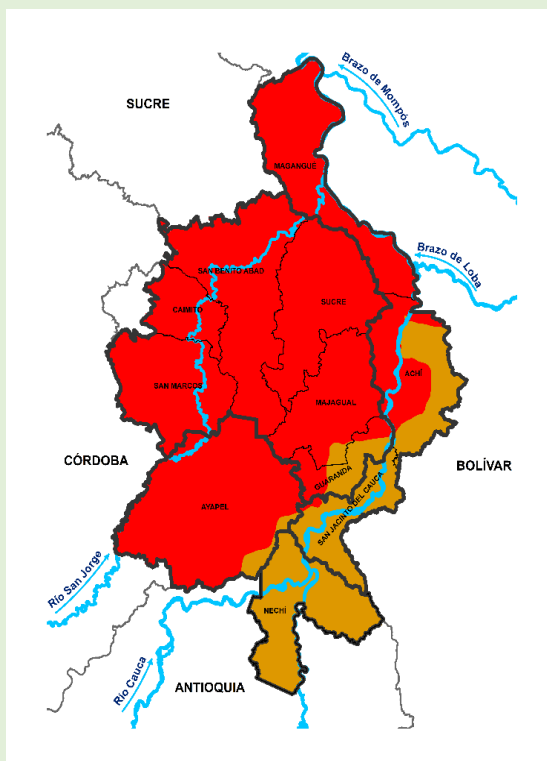 Brazo de Mompós
SUCRE
MAGANGUÉ
Brazo de Loba
SAN BENITO ABAD
CAIMITO
SUCRE
ACHÍ
SAN MARCOS
MAJAGUAL
CÓRDOBA
BOLÍVAR
GUARANDA
SAN JACINTO DEL CAUCA
AYAPEL
Río San Jorge
NECHÍ
Río Cauca
ANTIOQUIA